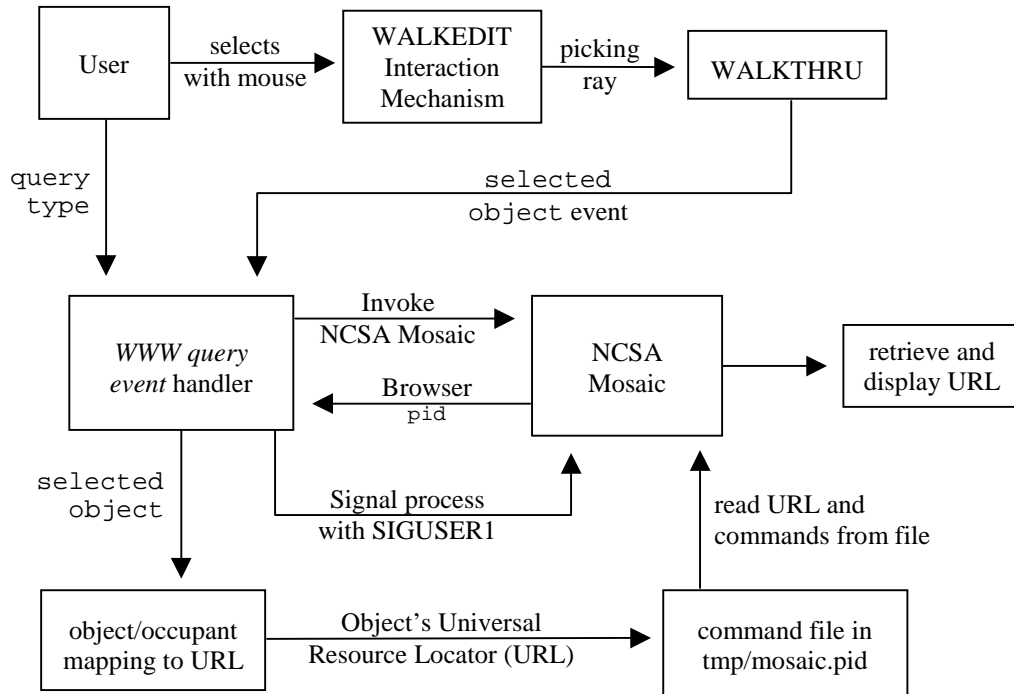 User
selects
with mouse
WALKEDIT
Interaction
Mechanism
picking
ray
WALKTHRU
query
type
selected
object event
WWW query
event handler
Invoke
NCSA Mosaic
Browser
pid
NCSA
Mosaic
retrieve and
display URL
selected
object
Signal process
with SIGUSER1
read URL and
commands from file
object/occupant
mapping to URL
Object’s Universal
Resource Locator (URL)
command file in
tmp/mosaic.pid